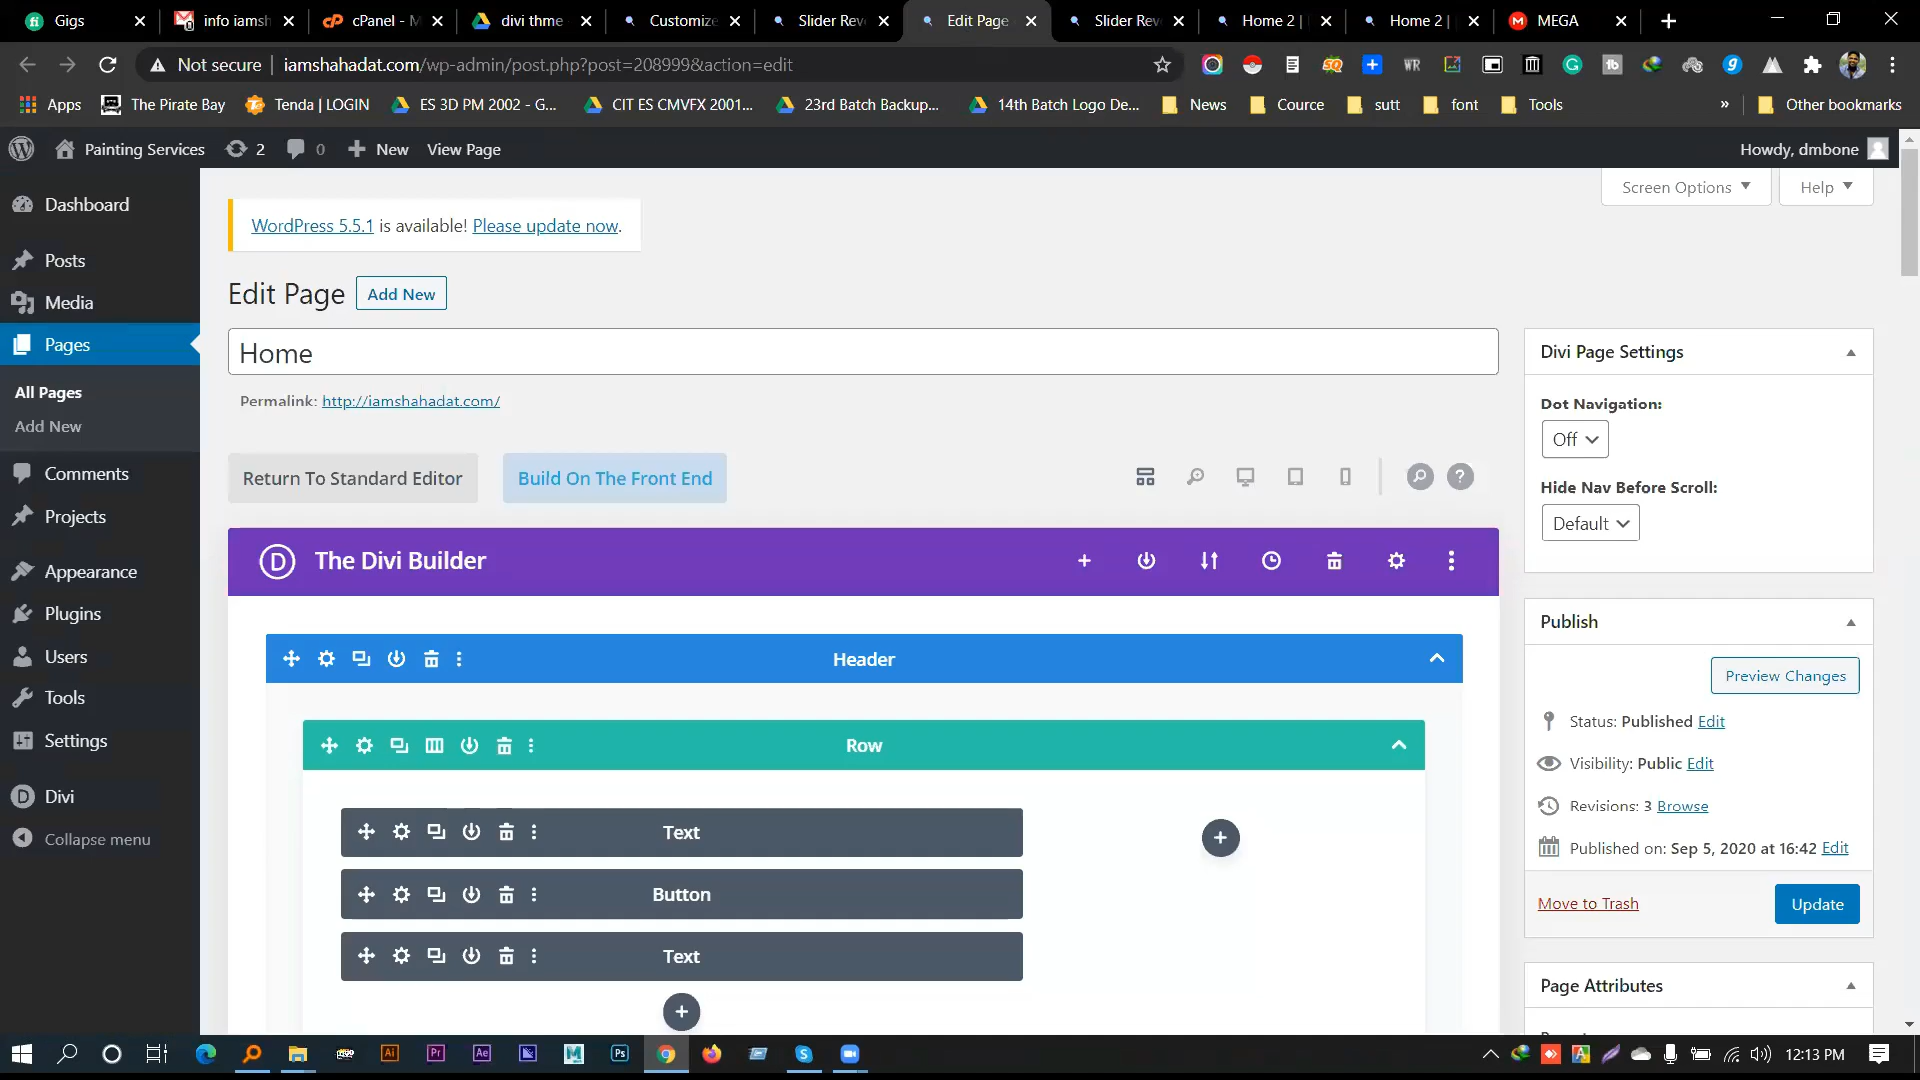 Gigs
info iamsh
cPanel - M
divi thme
Customize
Slider Rev
Edit Page
Slider Rev
Home 2 |
Home 2 |
MEGA
Not secure | iamshahadat.com/wp-admin/post.php?post=208999&action=edit
Apps
The Pirate Bay
Tenda | LOGIN
ES 3D PM 2002 - G...
CIT ES CMVFX 2001...
23rd Batch Backup...
14th Batch Logo De...
News
Cource
sutt
font
Tools
»
Other bookmarks
Painting Services
2
0
New
View Page
Howdy, dmbone
Dashboard
Posts
Media
Pages
All Pages
Add New
Comments
Projects
Appearance
Plugins
Users
Tools
Settings
Divi
Collapse menu
Screen Options
Help
WordPress 5.5.1 is available! Please update now.
Edit Page
Add New
Home
Permalink: http://iamshahadat.com/
Return To Standard Editor
Build On The Front End
The Divi Builder
Header
Row
Text
Button
Text
Divi Page Settings
Dot Navigation:
Off
Hide Nav Before Scroll:
Default
Publish
Preview Changes
Status: Published Edit
Visibility: Public Edit
Revisions: 3 Browse
Published on: Sep 5, 2020 at 16:42 Edit
Move to Trash
Update
Page Attributes
12:13 PM